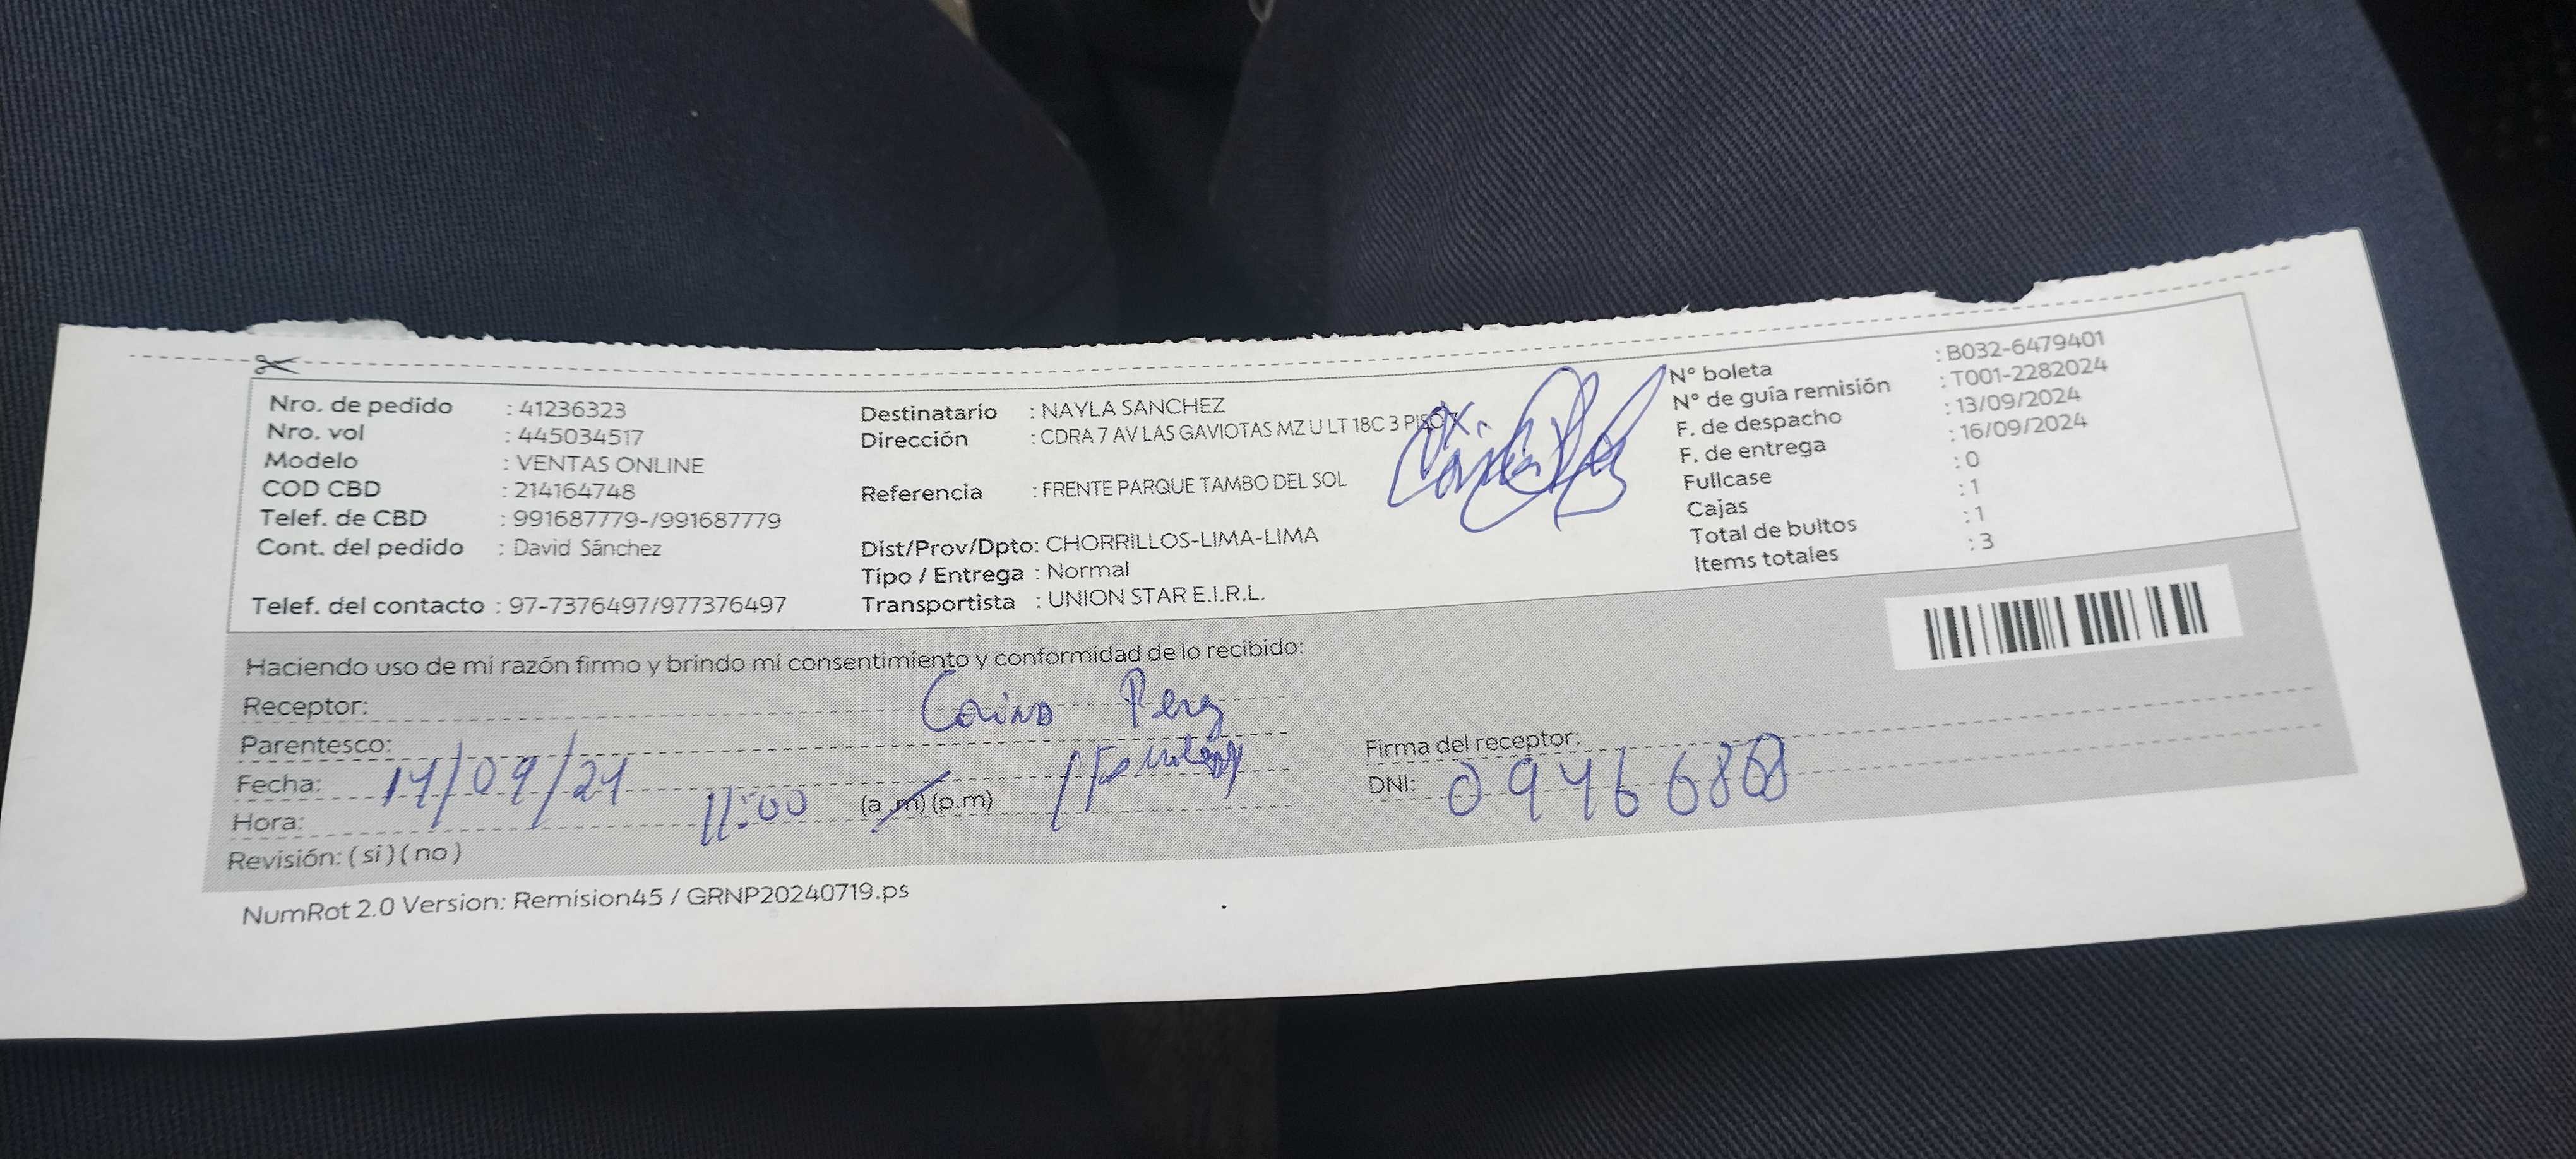 Nro. de pedido : 41236323
Nro. vol : 445034517
Modelo : VENTAS ONLINE
COD CBD : 214164748
Telef. de CBD : 991687779-/991687779
Cont. del pedido : David Sánchez
Telef. del contacto : 97-7376497/977376497
Destinatario : NAYLA SANCHEZ
Dirección : CDRA 7 AV LAS GAVIOTAS MZ U LT 18C 3 PISO
Referencia : FRENTE PARQUE TAMBO DEL SOL
Dist/Prov/Dpto: CHORRILLOS-LIMA-LIMA
Tipo / Entrega : Normal
Transportista : UNION STAR E.I.R.L.
N° boleta : B032-6479401
N° de guía remisión : T001-2282024
F. de despacho : 13/09/2024
F. de entrega : 16/09/2024
Fullcase : 0
Cajas : 1
Total de bultos : 1
Items totales : 3
Haciendo uso de mi razón firmo y brindo mi consentimiento y conformidad de lo recibido:
Receptor: Perez
Parentesco:
Fecha: 14/09/24
Hora: 11:00 (a.m) (p.m)
Revisión: ( si ) ( no )
Firma del receptor:
DNI: 09466868
NumRot 2.0 Version: Remision45 / GRNP20240719.ps